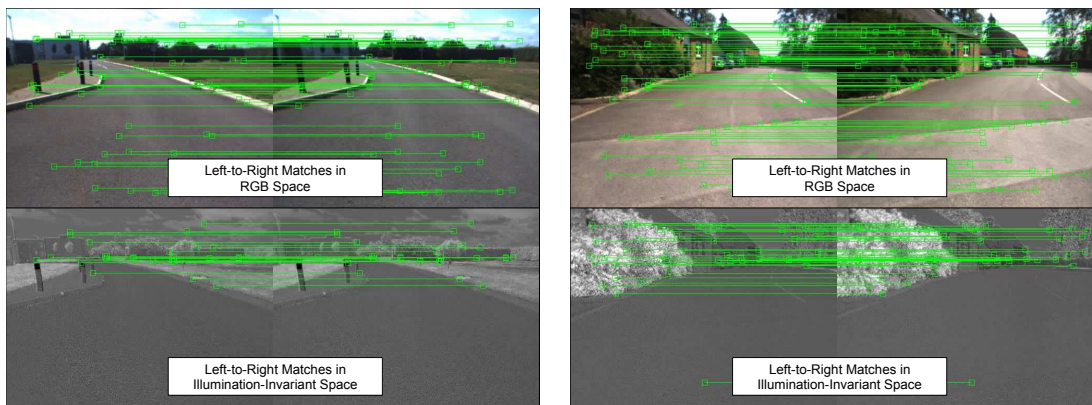 Left-to-Right Matches in
RGB Space
Left-to-Right Matches in
RGB Space
Left-to-Right Matches in
Illumination-Invariant Space
Left-to-Right Matches in
Illumination-Invariant Space